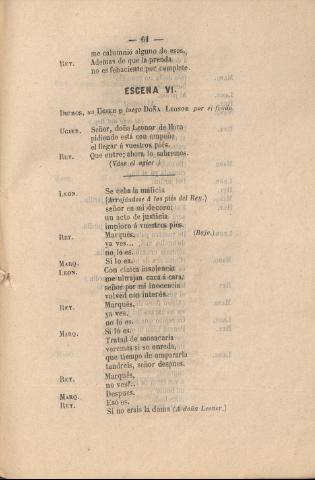 — 61 —
me calumnió alguno de esos,
REY. Ademas de que la prenda
no es fehaciente por completo.
ESCENA VI.
DICHOS, un UGIER y luego DOÑA LEONOR por el fondo.
UGIER. Señor, doña Leonor de Hara
pidiendo está con empeño
el llegar á vuestros piés.
REY. Que entre; ahora lo sabremos.
(Váse el ugier.)
LEON. Se ceba la malicia
(Arrojándose á los piés del Rey.)
señor en mi decoro;
un acto de justicia
imploro á vuestros piés.
REY. Marqués, (Bajo.)
ya ves...
no lo es.
MARQ. Si lo es.
LEON. Con cínica insolencia
me ultrajan cara á cara;
señor por mi inocencia
volved con interés.
REY. Marqués,
ya ves,
no lo es.
MARQ. Si lo es.
Tratad de sonsacarla
veremos si se enreda,
que tiempo de ampararla
tendreis, señor despues.
REY. Marqués,
no ves?..
MARQ. Despues.
REY. Eso es.
Si no erais la dama (A doña Leonor.)